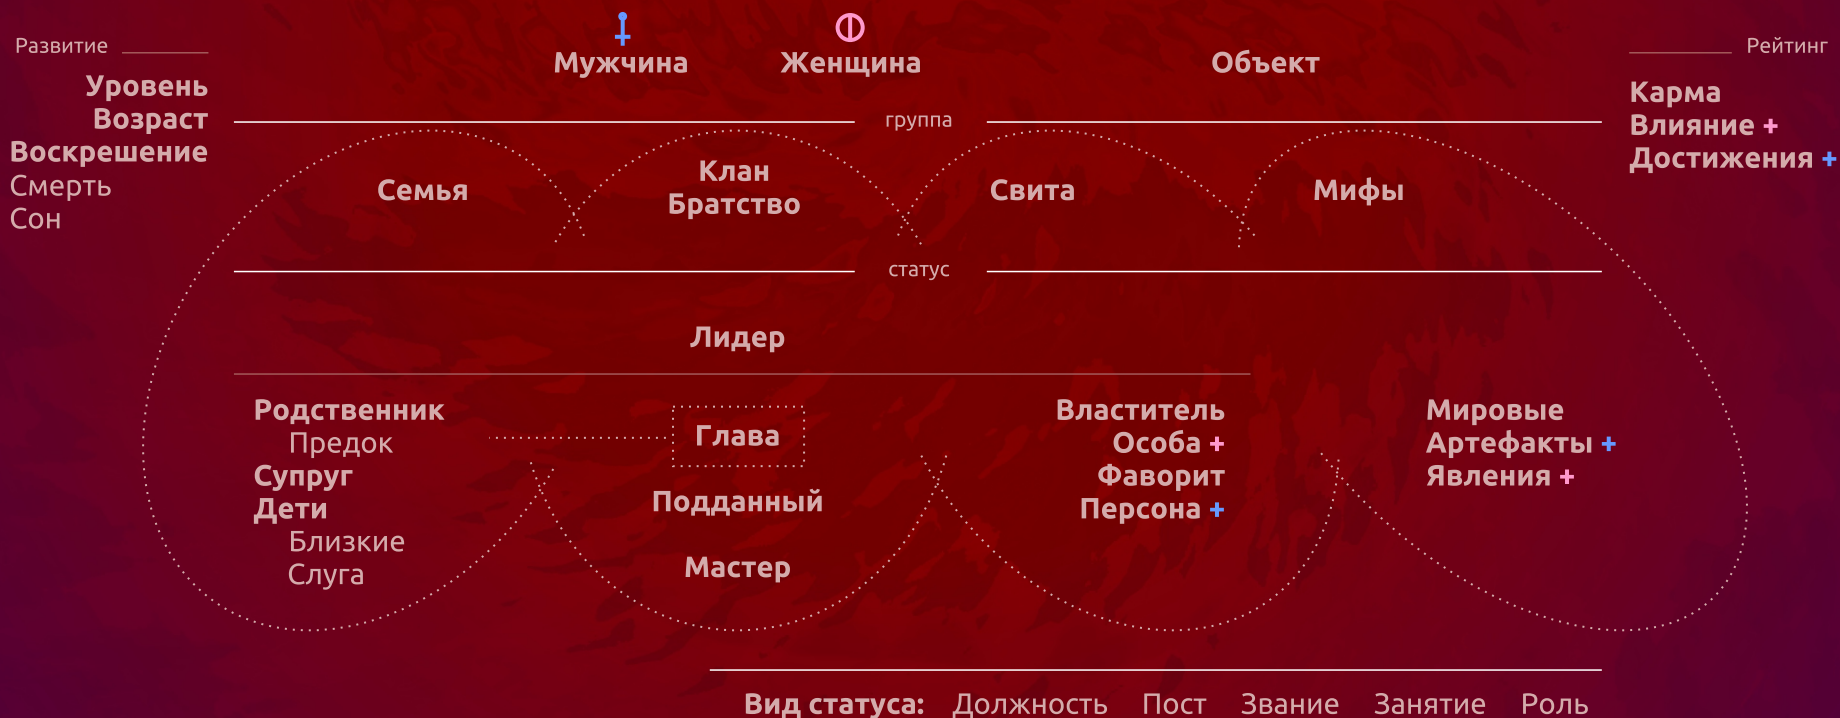 Развитие
Уровень
Возраст
Воскрешение
Смерть
Сон
Мужчина
Женщина
Объект
Рейтинг
Карма
Влияние +
Достижения +
группа
Семья
Клан
Братство
Свита
Мифы
статус
Лидер
Родственник
Предок
Супруг
Дети
Близкие
Слуга
Глава
Подданный
Мастер
Властитель
Особа +
Фаворит
Персона +
Мировые
Артефакты +
Явления +
Вид статуса: Должность Пост Звание Занятие Роль